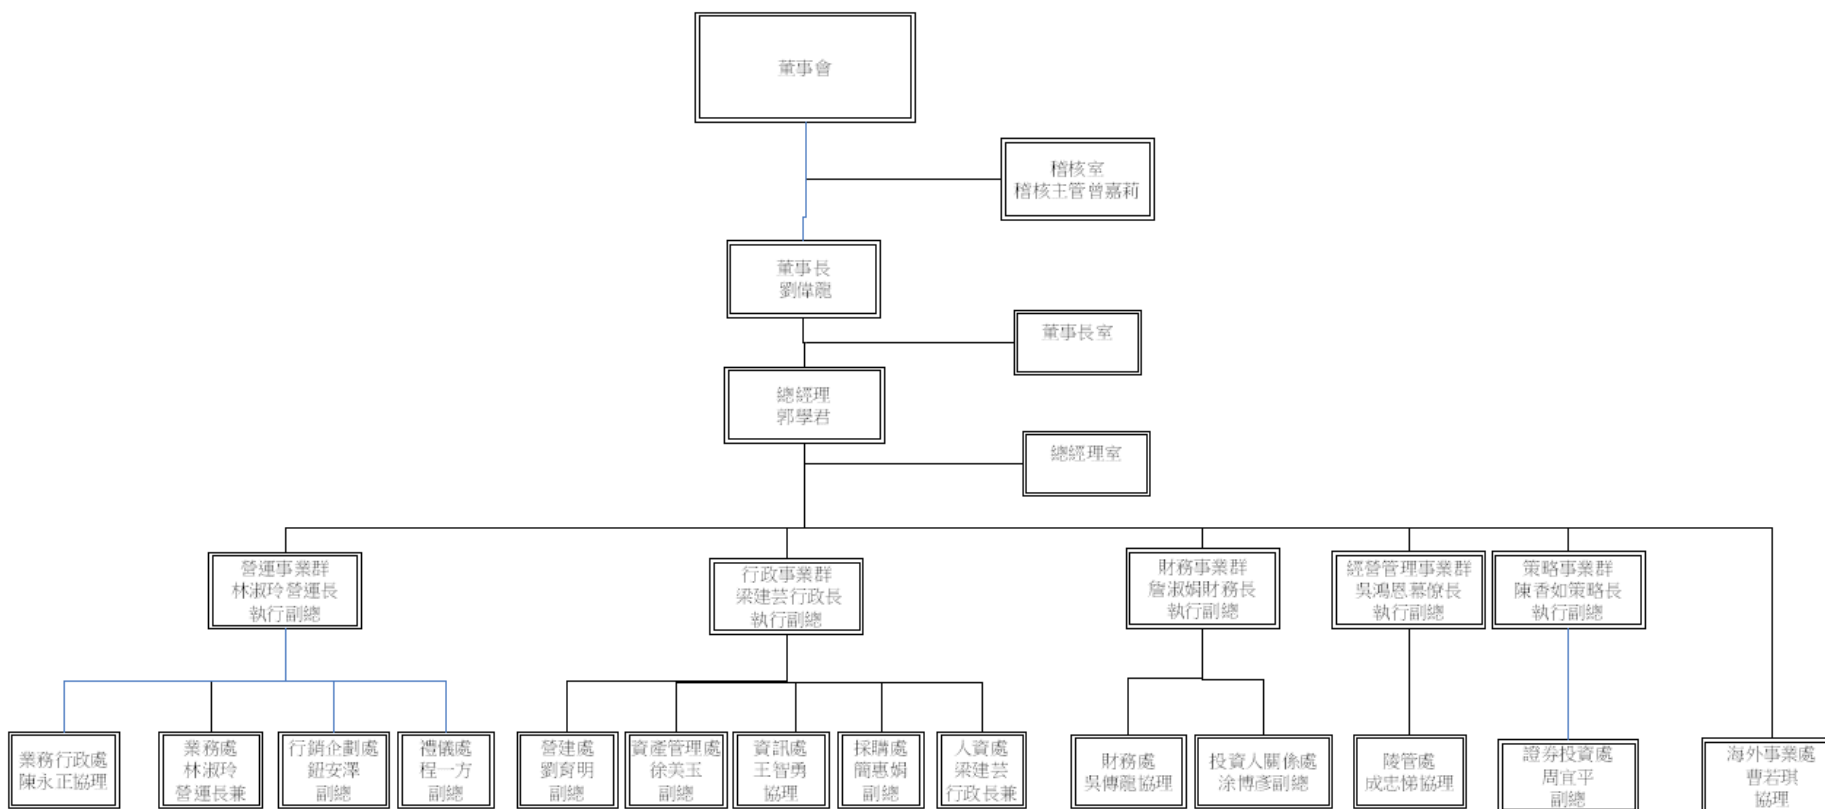 董事會
稽核室
稽核主管曾嘉莉
董事長
劉偉龍
董事長室
總經理
郭學君
總經理室
營運事業群
林淑玲營運長
執行副總
行政事業群
梁建芸行政長
執行副總
財務事業群
詹淑娟財務長
執行副總
經營管理事業群
吳鴻恩幕僚長
執行副總
策略事業群
陳香如策略長
執行副總
業務行政處
陳永正協理
業務處
林淑玲
營運長兼
行銷企劃處
鈕安澤
副總
禮儀處
程一方
副總
營建處
劉育明
副總
資產管理處
徐美玉
副總
資訊處
王智勇
協理
採購處
簡惠娟
副總
人資處
梁建芸
行政長兼
財務處
吳傳龍協理
投資人關係處
涂博彥副總
陵管處
成忠悌協理
證券投資處
周宜平
副總
海外事業處
曹若琪
協理